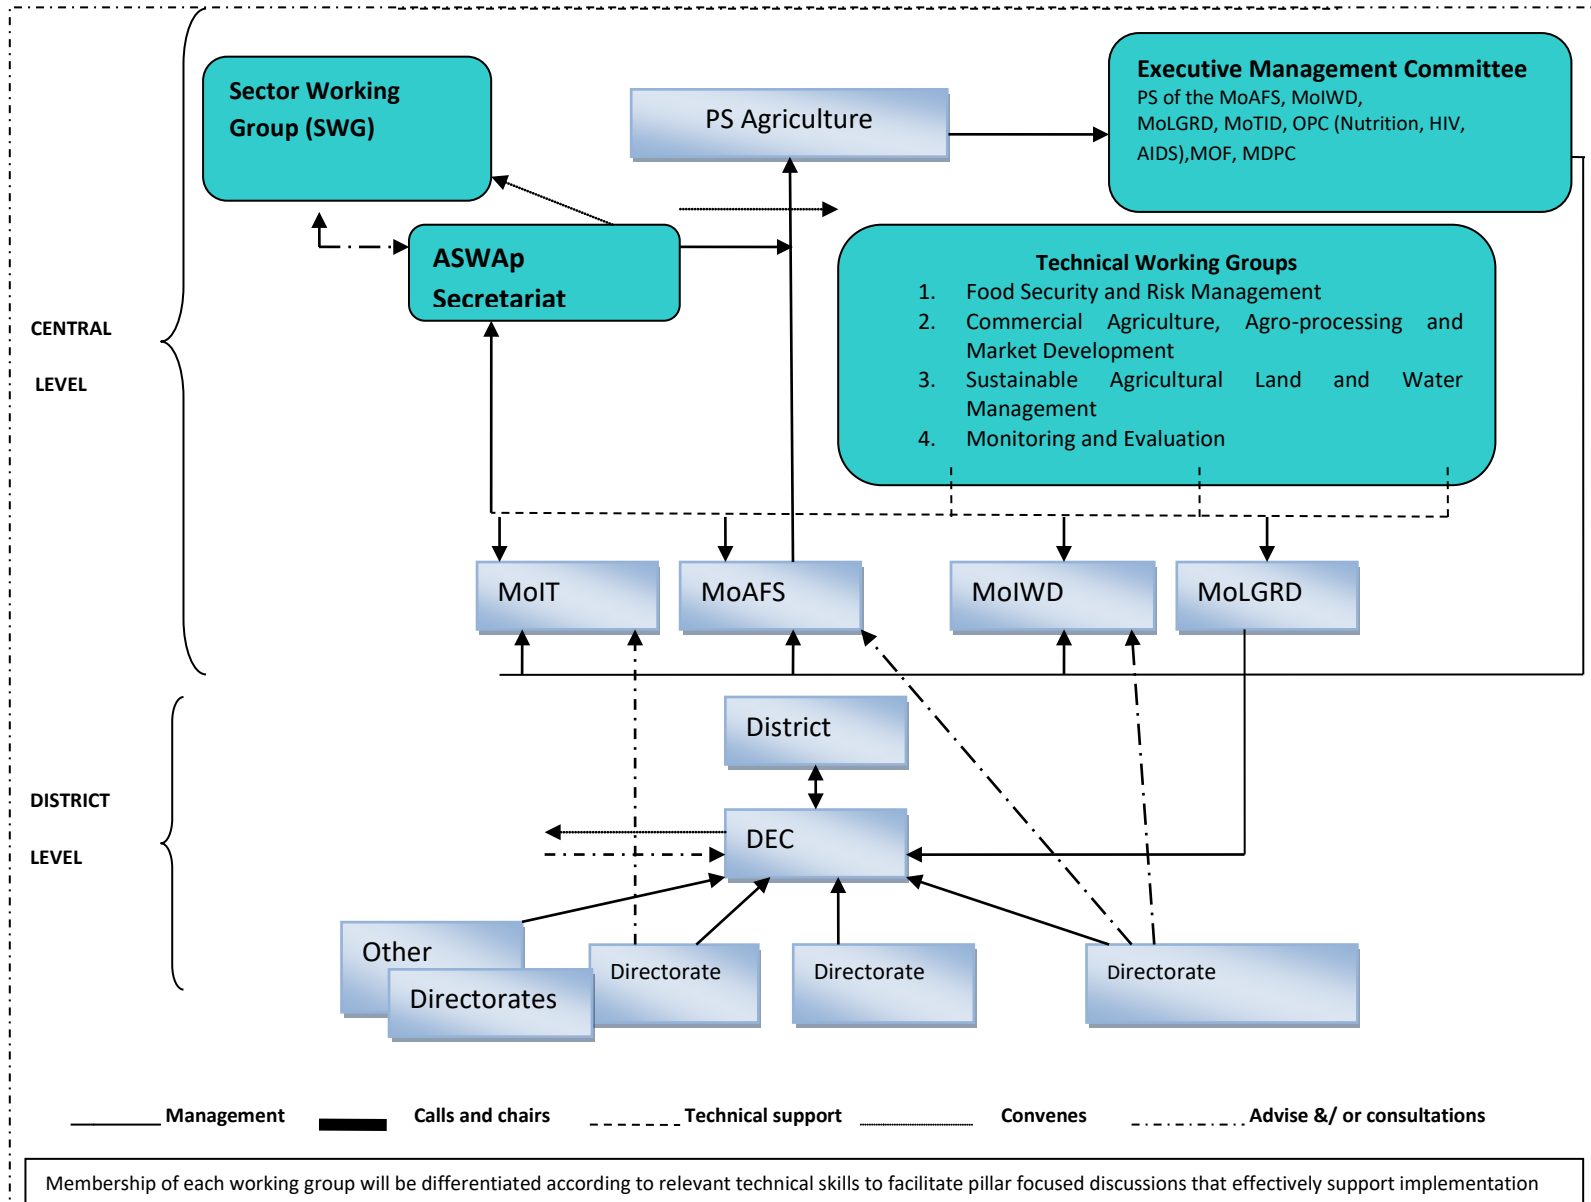 Sector Working
Group (SWG)
PS Agriculture
Executive Management Committee
PS of the MoAFS, MoIWD,
MoLGRD, MoTID, OPC (Nutrition, HIV,
AIDS),MOF, MDPC
ASWAp
Secretariat
Technical Working Groups
1. Food Security and Risk Management
2. Commercial Agriculture, Agro-processing and
Market Development
3. Sustainable Agricultural Land and Water
Management
4. Monitoring and Evaluation
CENTRAL
LEVEL
MoIT
MoAFS
MoIWD
MoLGRD
District
DISTRICT
LEVEL
DEC
Other
Directorates
Directorate
Directorate
Directorate
Management
Calls and chairs
Technical support
Convenes
Advise &/ or consultations
Membership of each working group will be differentiated according to relevant technical skills to facilitate pillar focused discussions that effectively support implementation